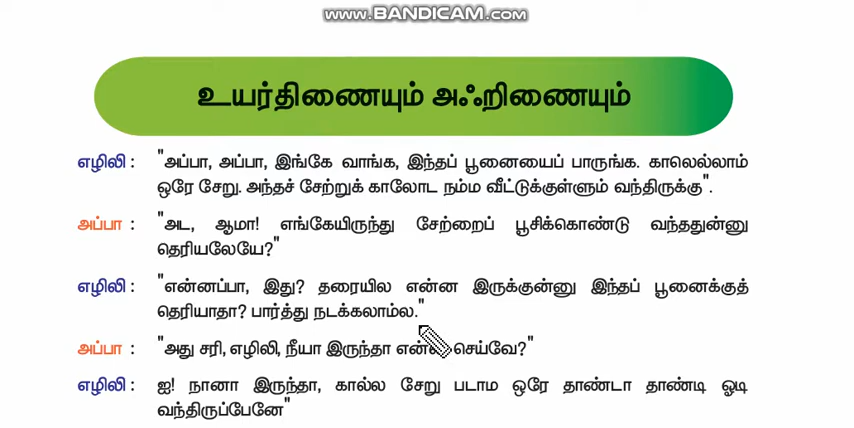 www.BANDICAM.com
உயர்திணையும் அஃறிணையும்
எழிலி : "அப்பா, அப்பா, இங்கே வாங்க, இந்தப் பூனையைப் பாருங்க. காலெல்லாம்
ஒரே சேறு. அந்தச் சேற்றுக் காலோட நம்ம வீட்டுக்குள்ளும் வந்திருக்கு".
அப்பா : "அட, ஆமா! எங்கேயிருந்து சேற்றைப் பூசிக்கொண்டு வந்ததுன்னு
தெரியலேயே?"
எழிலி : "என்னப்பா, இது? தரையில என்ன இருக்குன்னு இந்தப் பூனைக்குத்
தெரியாதா? பார்த்து நடக்கலாம்ல."
அப்பா : "அது சரி, எழிலி, நீயா இருந்தா செய்வே?"
எழிலி : ஐ! நானா இருந்தா, கால்ல சேறு படாம ஒரே தாண்டா தாண்டி ஓடி
வந்திருப்பேனே"